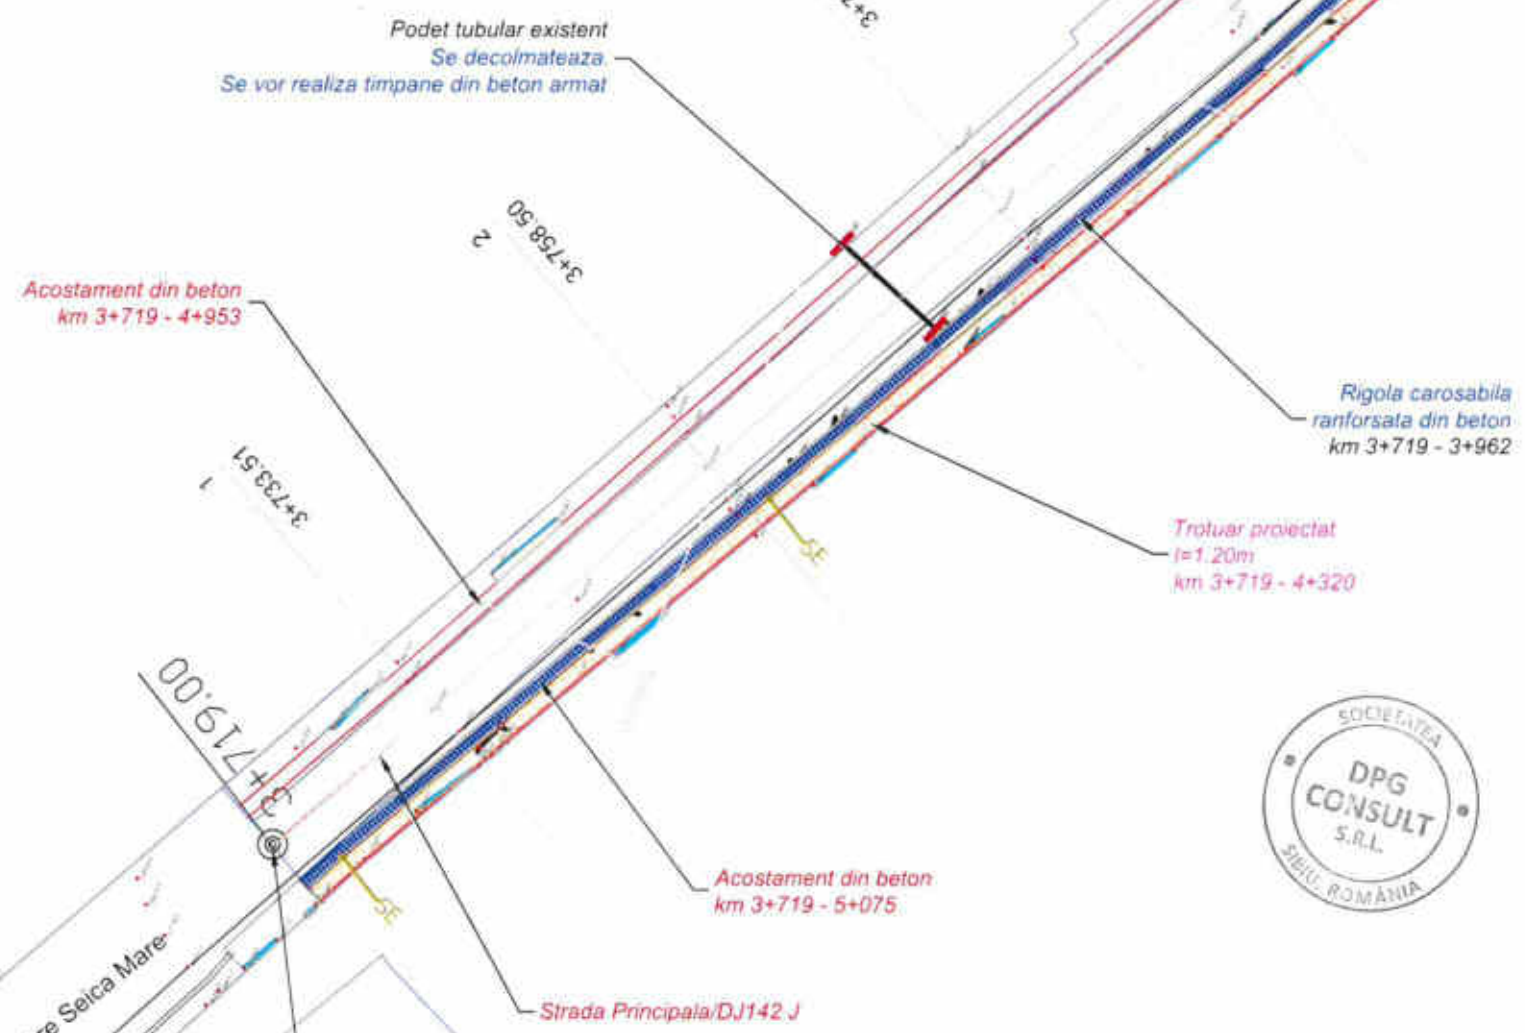 Podet tubular existent
Se decolmateaza.
Se vor realiza timpane din beton armat
3+758.50
2
Acostament din beton
km 3+719 - 4+953
3+733.51
1
Rigola carosabila
ranforsata din beton
km 3+719 - 3+962
Trotuar proiectat
l=1.20m
km 3+719 - 4+320
SE
3+719.00
SE
Acostament din beton
km 3+719 - 5+075
Strada Principala/DJ142 J
Seica Mare
SOCIETATEA
DPG
CONSULT
S.R.L.
SIBIU, ROMÂNIA